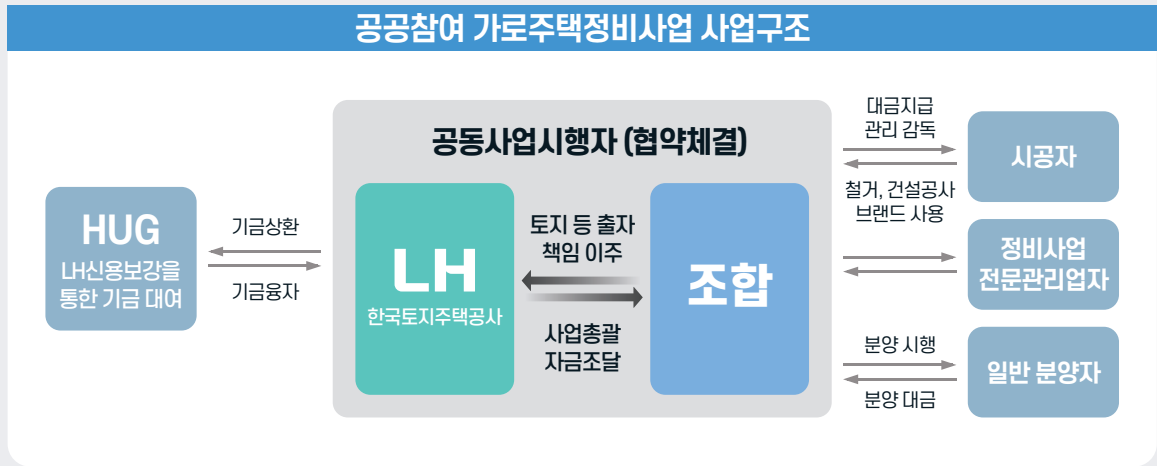 공공참여 가로주택정비사업 사업구조
HUG
LH신용보강을
통한 기금 대여
기금상환
기금융자
공동사업시행자 (협약체결)
LH
한국토지주택공사
토지 등 출자
책임 이주
사업총괄
자금조달
조합
대금지급
관리 감독
철거, 건설공사
브랜드 사용
시공자
정비사업
전문관리업자
분양 시행
분양 대금
일반 분양자